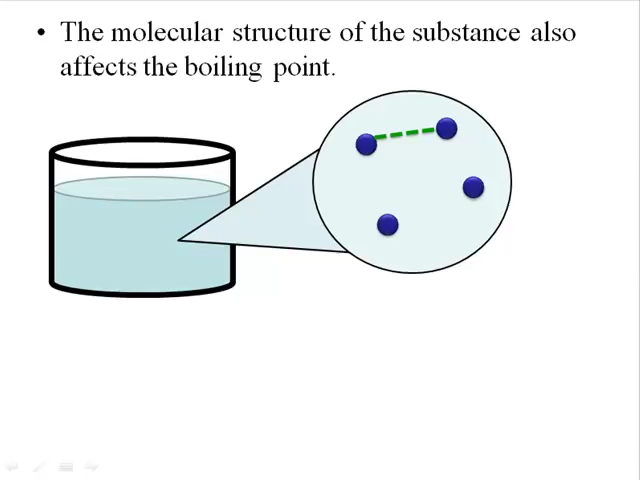 • The molecular structure of the substance also
affects the boiling point.